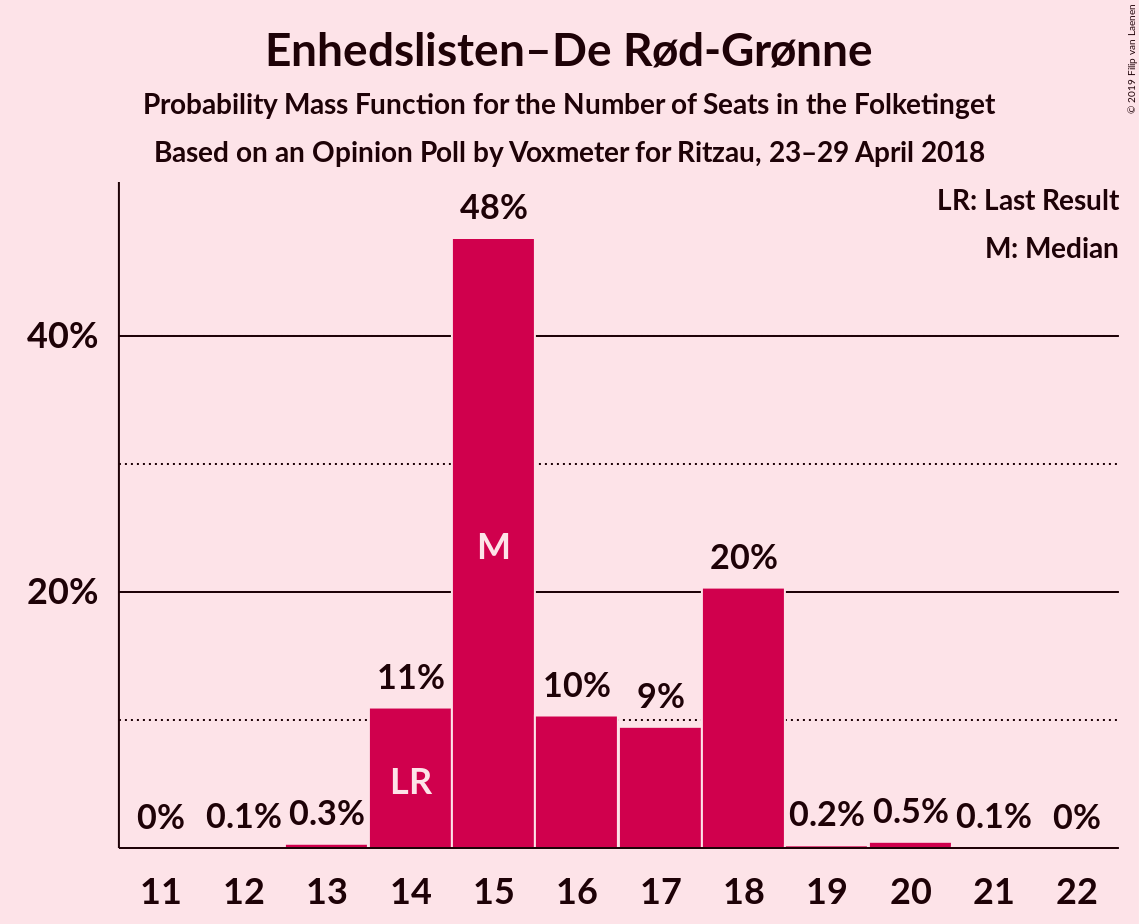 Enhedslisten–De Rød-Grønne
Probability Mass Function for the Number of Seats in the Folketinget
Based on an Opinion Poll by Voxmeter for Ritzau, 23–29 April 2018
© 2019 Filip van Laenen
LR: Last Result
M: Median
48%
40%
M
20%
20%
11%
10%
9%
LR
0%
0.1%
0.3%
0.2%
0.5%
0.1%
0%
11 12 13 14 15 16 17 18 19 20 21 22